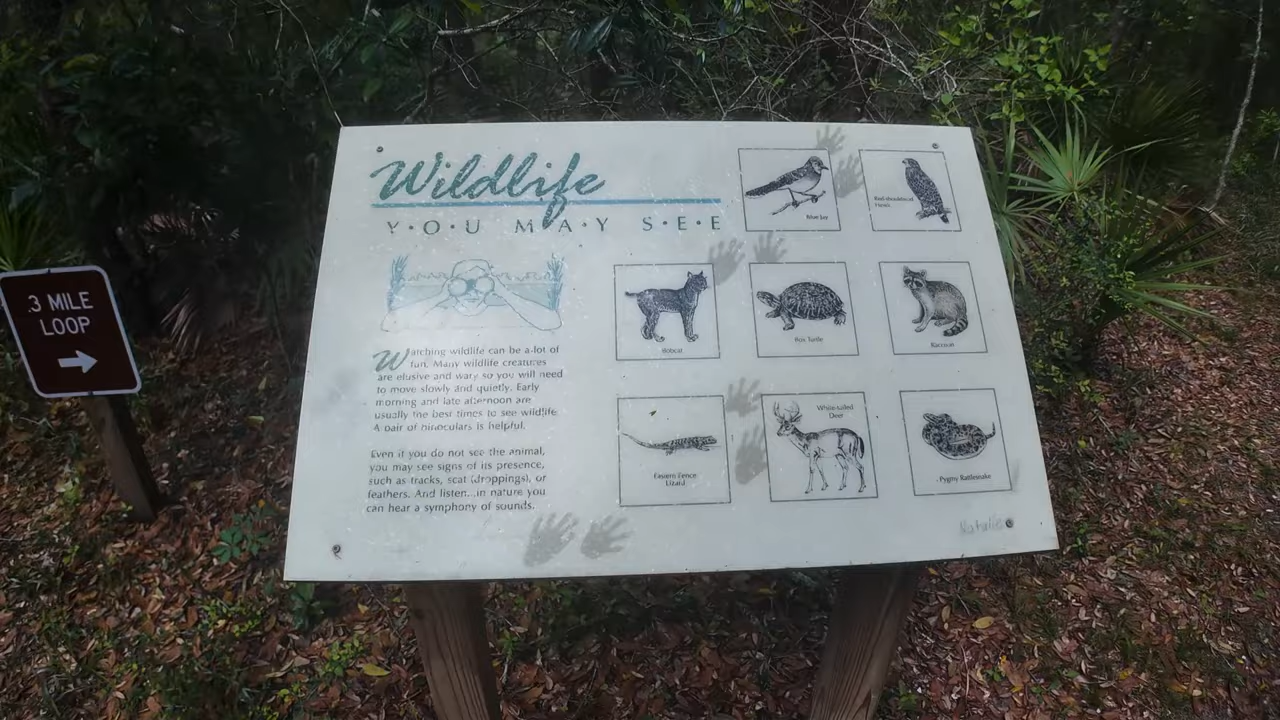 Wildlife
Y·O·U M·A·Y S·E·E
Watching wildlife can be a lot of
fun. Many wildlife creatures
are elusive and wary so you will need
to move slowly and quietly. Early
morning and late afternoon are
usually the best times to see wildlife.
A pair of binoculars is helpful.
Even if you do not see the animal,
you may see signs of its presence,
such as tracks, scat (droppings), or
feathers. And listen...in nature you
can hear a symphony of sounds.
Blue Jay
Red-shouldered
Hawk
Bobcat
Box Turtle
Raccoon
Eastern Fence
Lizard
White-tailed
Deer
Pygmy Rattlesnake
Natalie
.3 MILE
LOOP